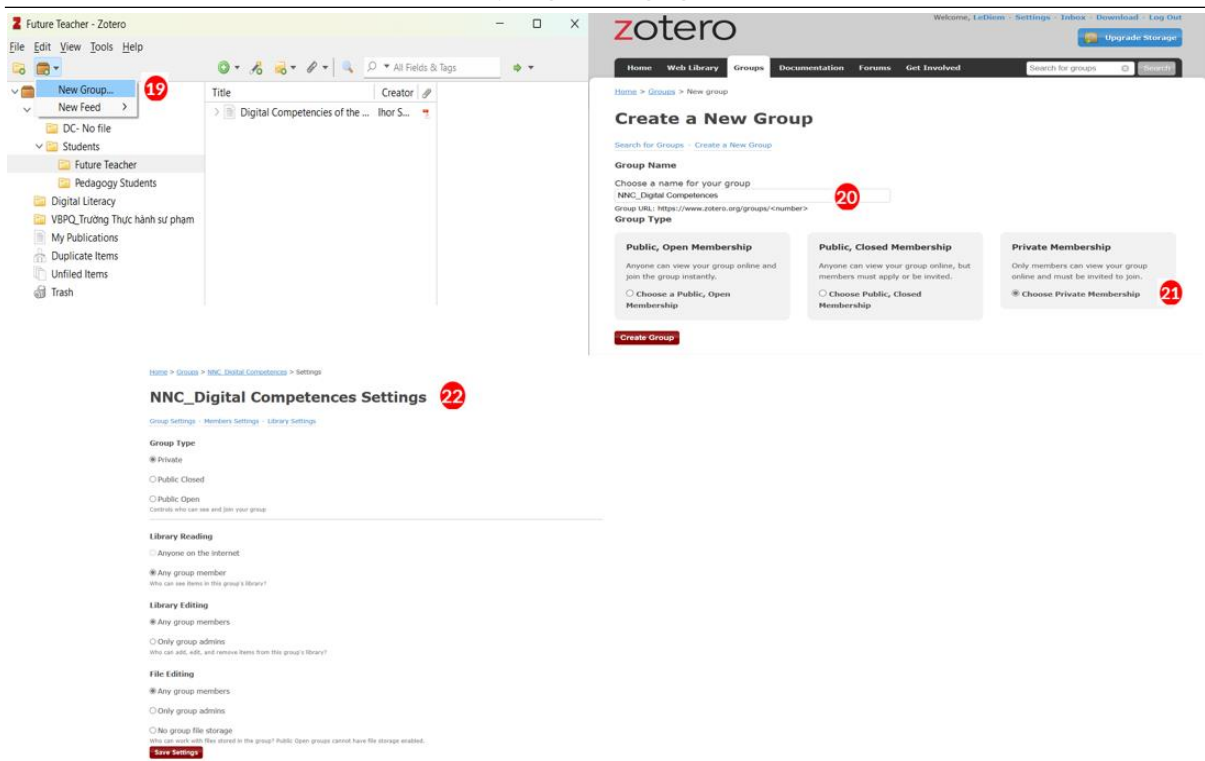 Future Teacher - Zotero
File Edit View Tools Help
All Fields & Tags
New Group...
19
New Feed
DC- No file
Students
Future Teacher
Pedagogy Students
Digital Literacy
VBPQ_Trường Thực hành sư phạm
My Publications
Duplicate Items
Unfiled Items
Trash
Title Creator
Digital Competencies of the ... Ihor S...
zotero
Welcome, LeDiem · Settings · Inbox · Download · Log Out
Upgrade Storage
Home Web Library Groups Documentation Forums Get Involved
Search for groups Search
Home > Groups > New group
Create a New Group
Search for Groups · Create a New Group
Group Name
Choose a name for your group
NNC_Digital Competences
20
Group URL: https://www.zotero.org/groups/<number>
Group Type
Public, Open Membership
Anyone can view your group online and
join the group instantly.
Choose a Public, Open
Membership
Public, Closed Membership
Anyone can view your group online, but
members must apply or be invited.
Choose Public, Closed
Membership
Private Membership
Only members can view your group
online and must be invited to join.
Choose Private Membership
21
Create Group
Home > Groups > NNC_Digital Competences > Settings
NNC_Digital Competences Settings
22
Group Settings · Members Settings · Library Settings
Group Type
Private
Public Closed
Public Open
Controls who can see and join your group
Library Reading
Anyone on the internet
Any group member
Who can see items in this group's library?
Library Editing
Any group members
Only group admins
Who can add, edit, and remove items from this group's library?
File Editing
Any group members
Only group admins
No group file storage
Who can work with files stored in the group? Public Open groups cannot have file storage enabled.
Save Settings